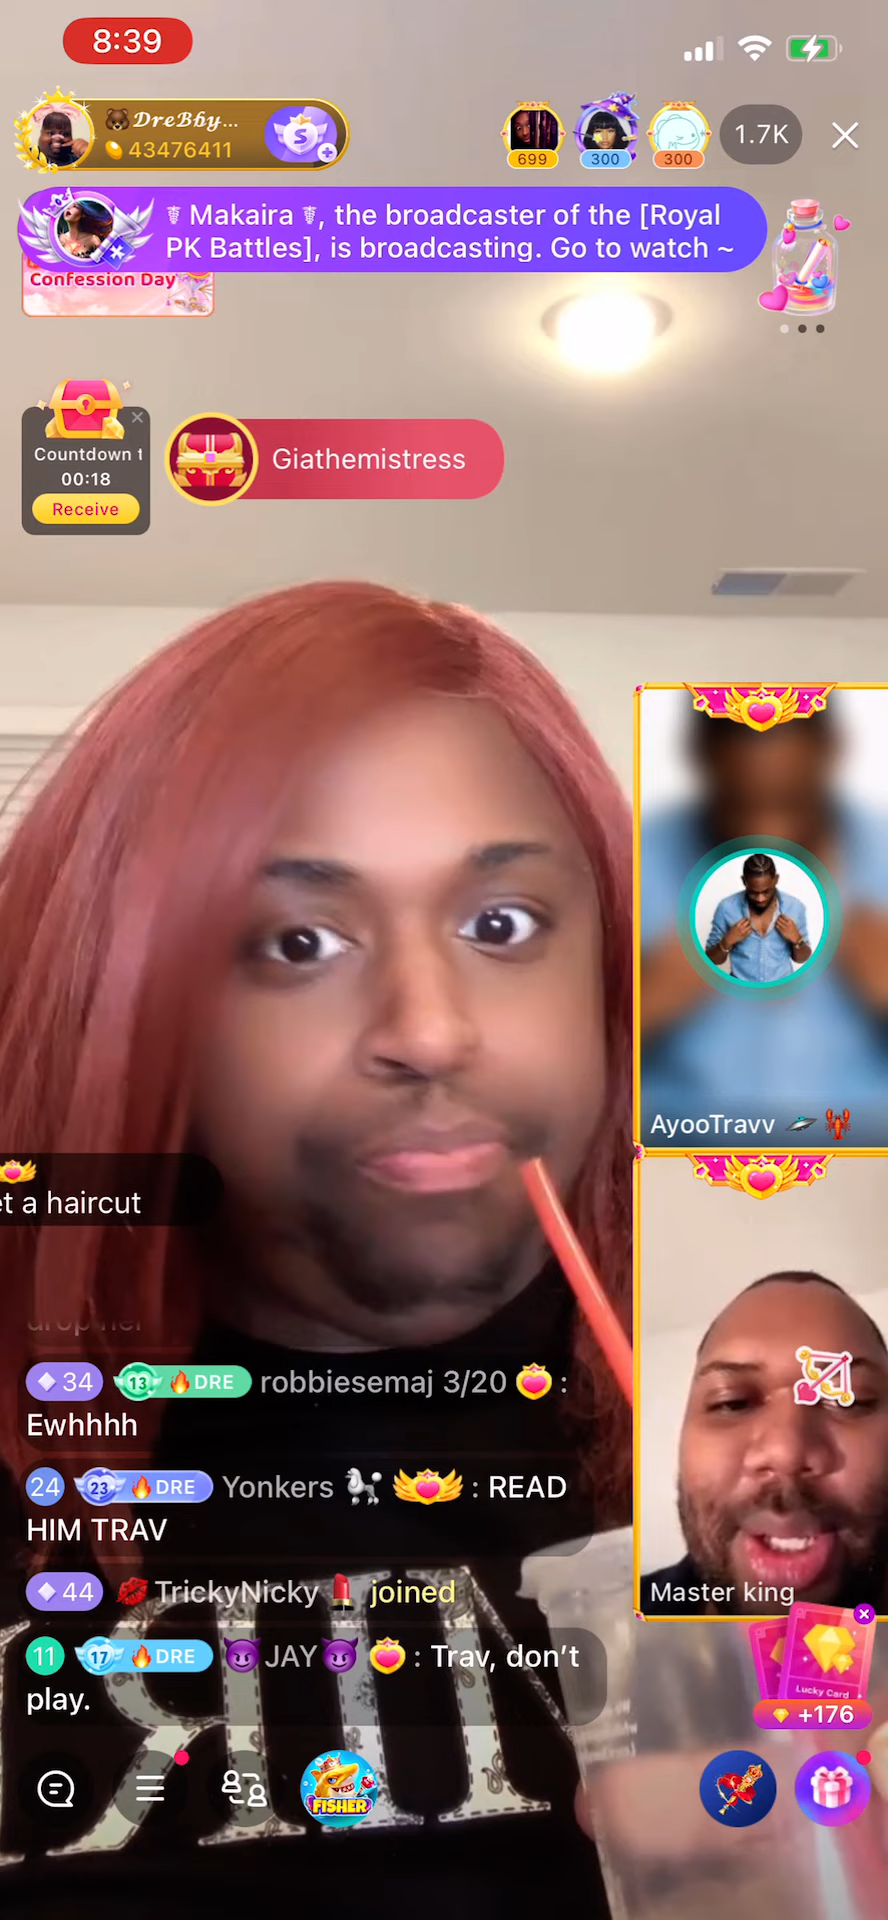 8:39
🐻𝓓𝓻𝓮𝓑𝓫𝔂...
43476411
S
699
300
300
1.7K
☤ Makaira ☤, the broadcaster of the [Royal
PK Battles], is broadcasting. Go to watch ~
Confession Day
Countdown t
00:18
Receive
Giathemistress
AyooTravv 🛸🦞
et a haircut
34 13 🔥DRE robbiesemaj 3/20 :
Ewhhhh
24 23 🔥DRE Yonkers 🐩 : READ
HIM TRAV
44 💋 TrickyNicky 💄 joined
11 17 🔥DRE 😈JAY😈 : Trav, don't
play.
Master king
Lucky Card
+176
FISHER